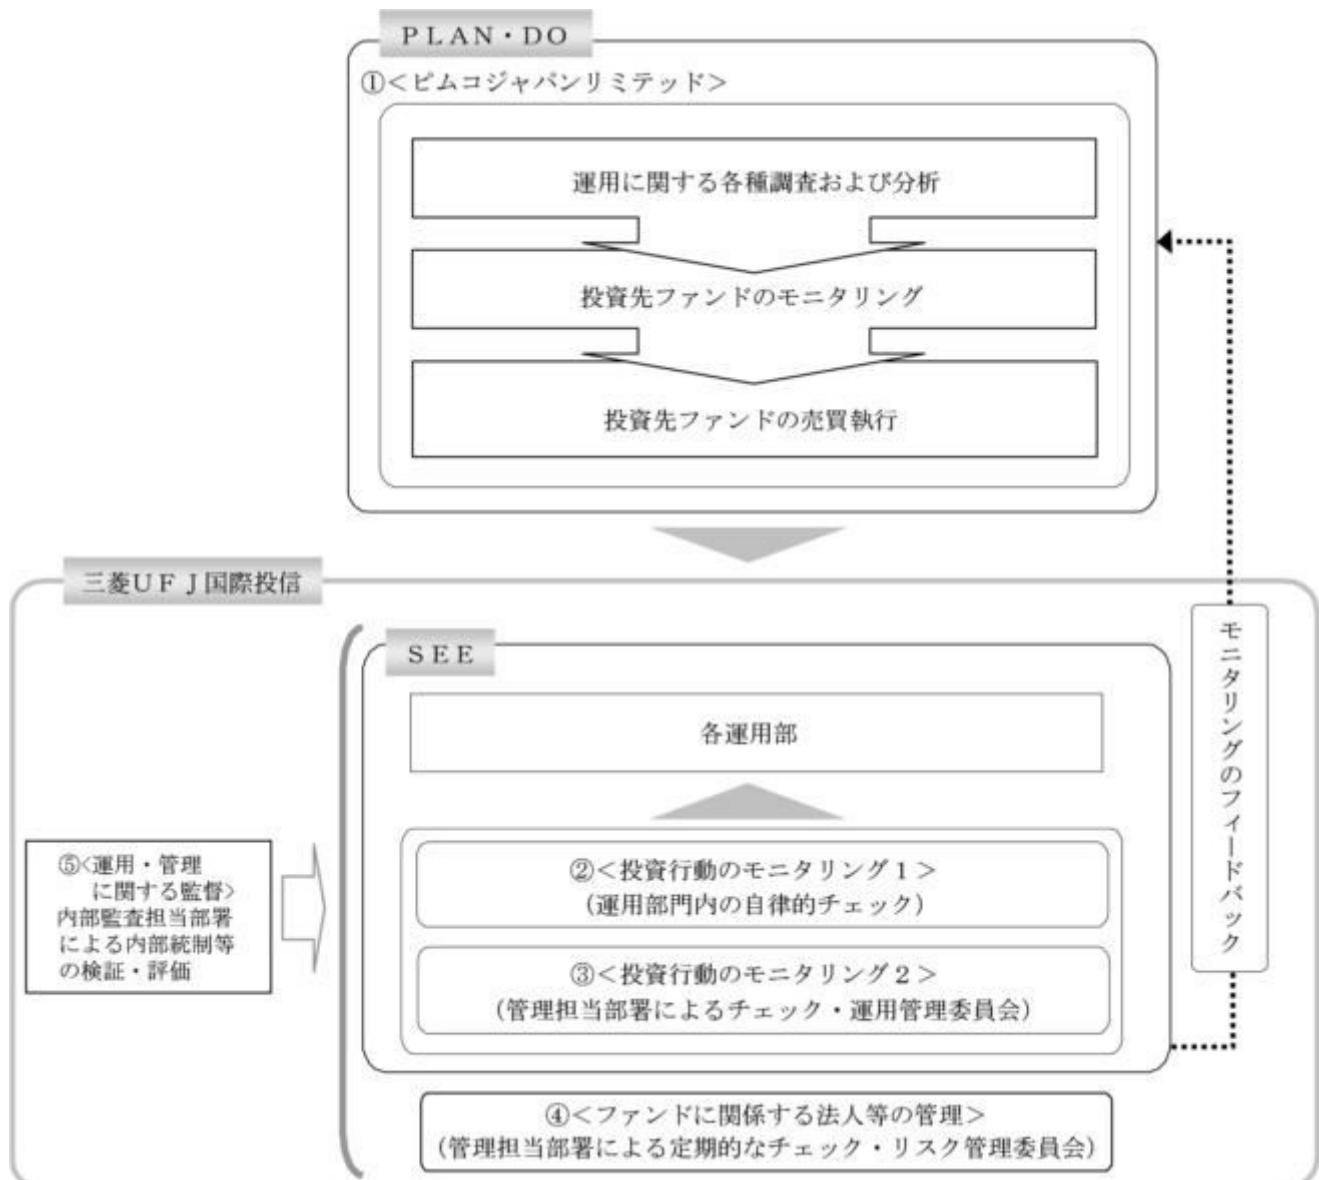 PLAN・DO
①＜ピムコジャパンリミテッド＞
運用に関する各種調査および分析
投資先ファンドのモニタリング
投資先ファンドの売買執行
三菱UFJ国際投信
SEE
各運用部
②＜投資行動のモニタリング１＞
（運用部門内の自律的チェック）
③＜投資行動のモニタリング２＞
（管理担当部署によるチェック・運用管理委員会）
④＜ファンドに関係する法人等の管理＞
（管理担当部署による定期的なチェック・リスク管理委員会）
⑤＜運用・管理
に関する監督＞
内部監査担当部署
による内部統制等
の検証・評価
モニタリングのフィードバック